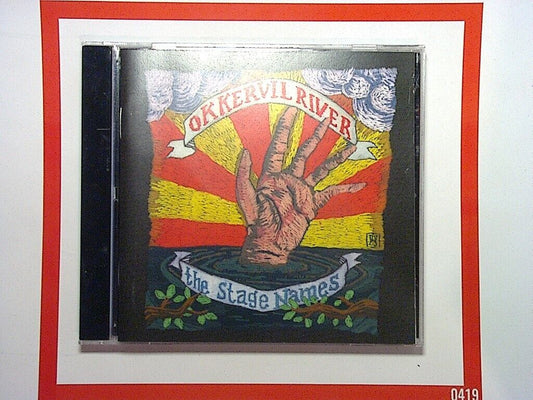 OKKERVIL RIVER
the Stage Names
0419